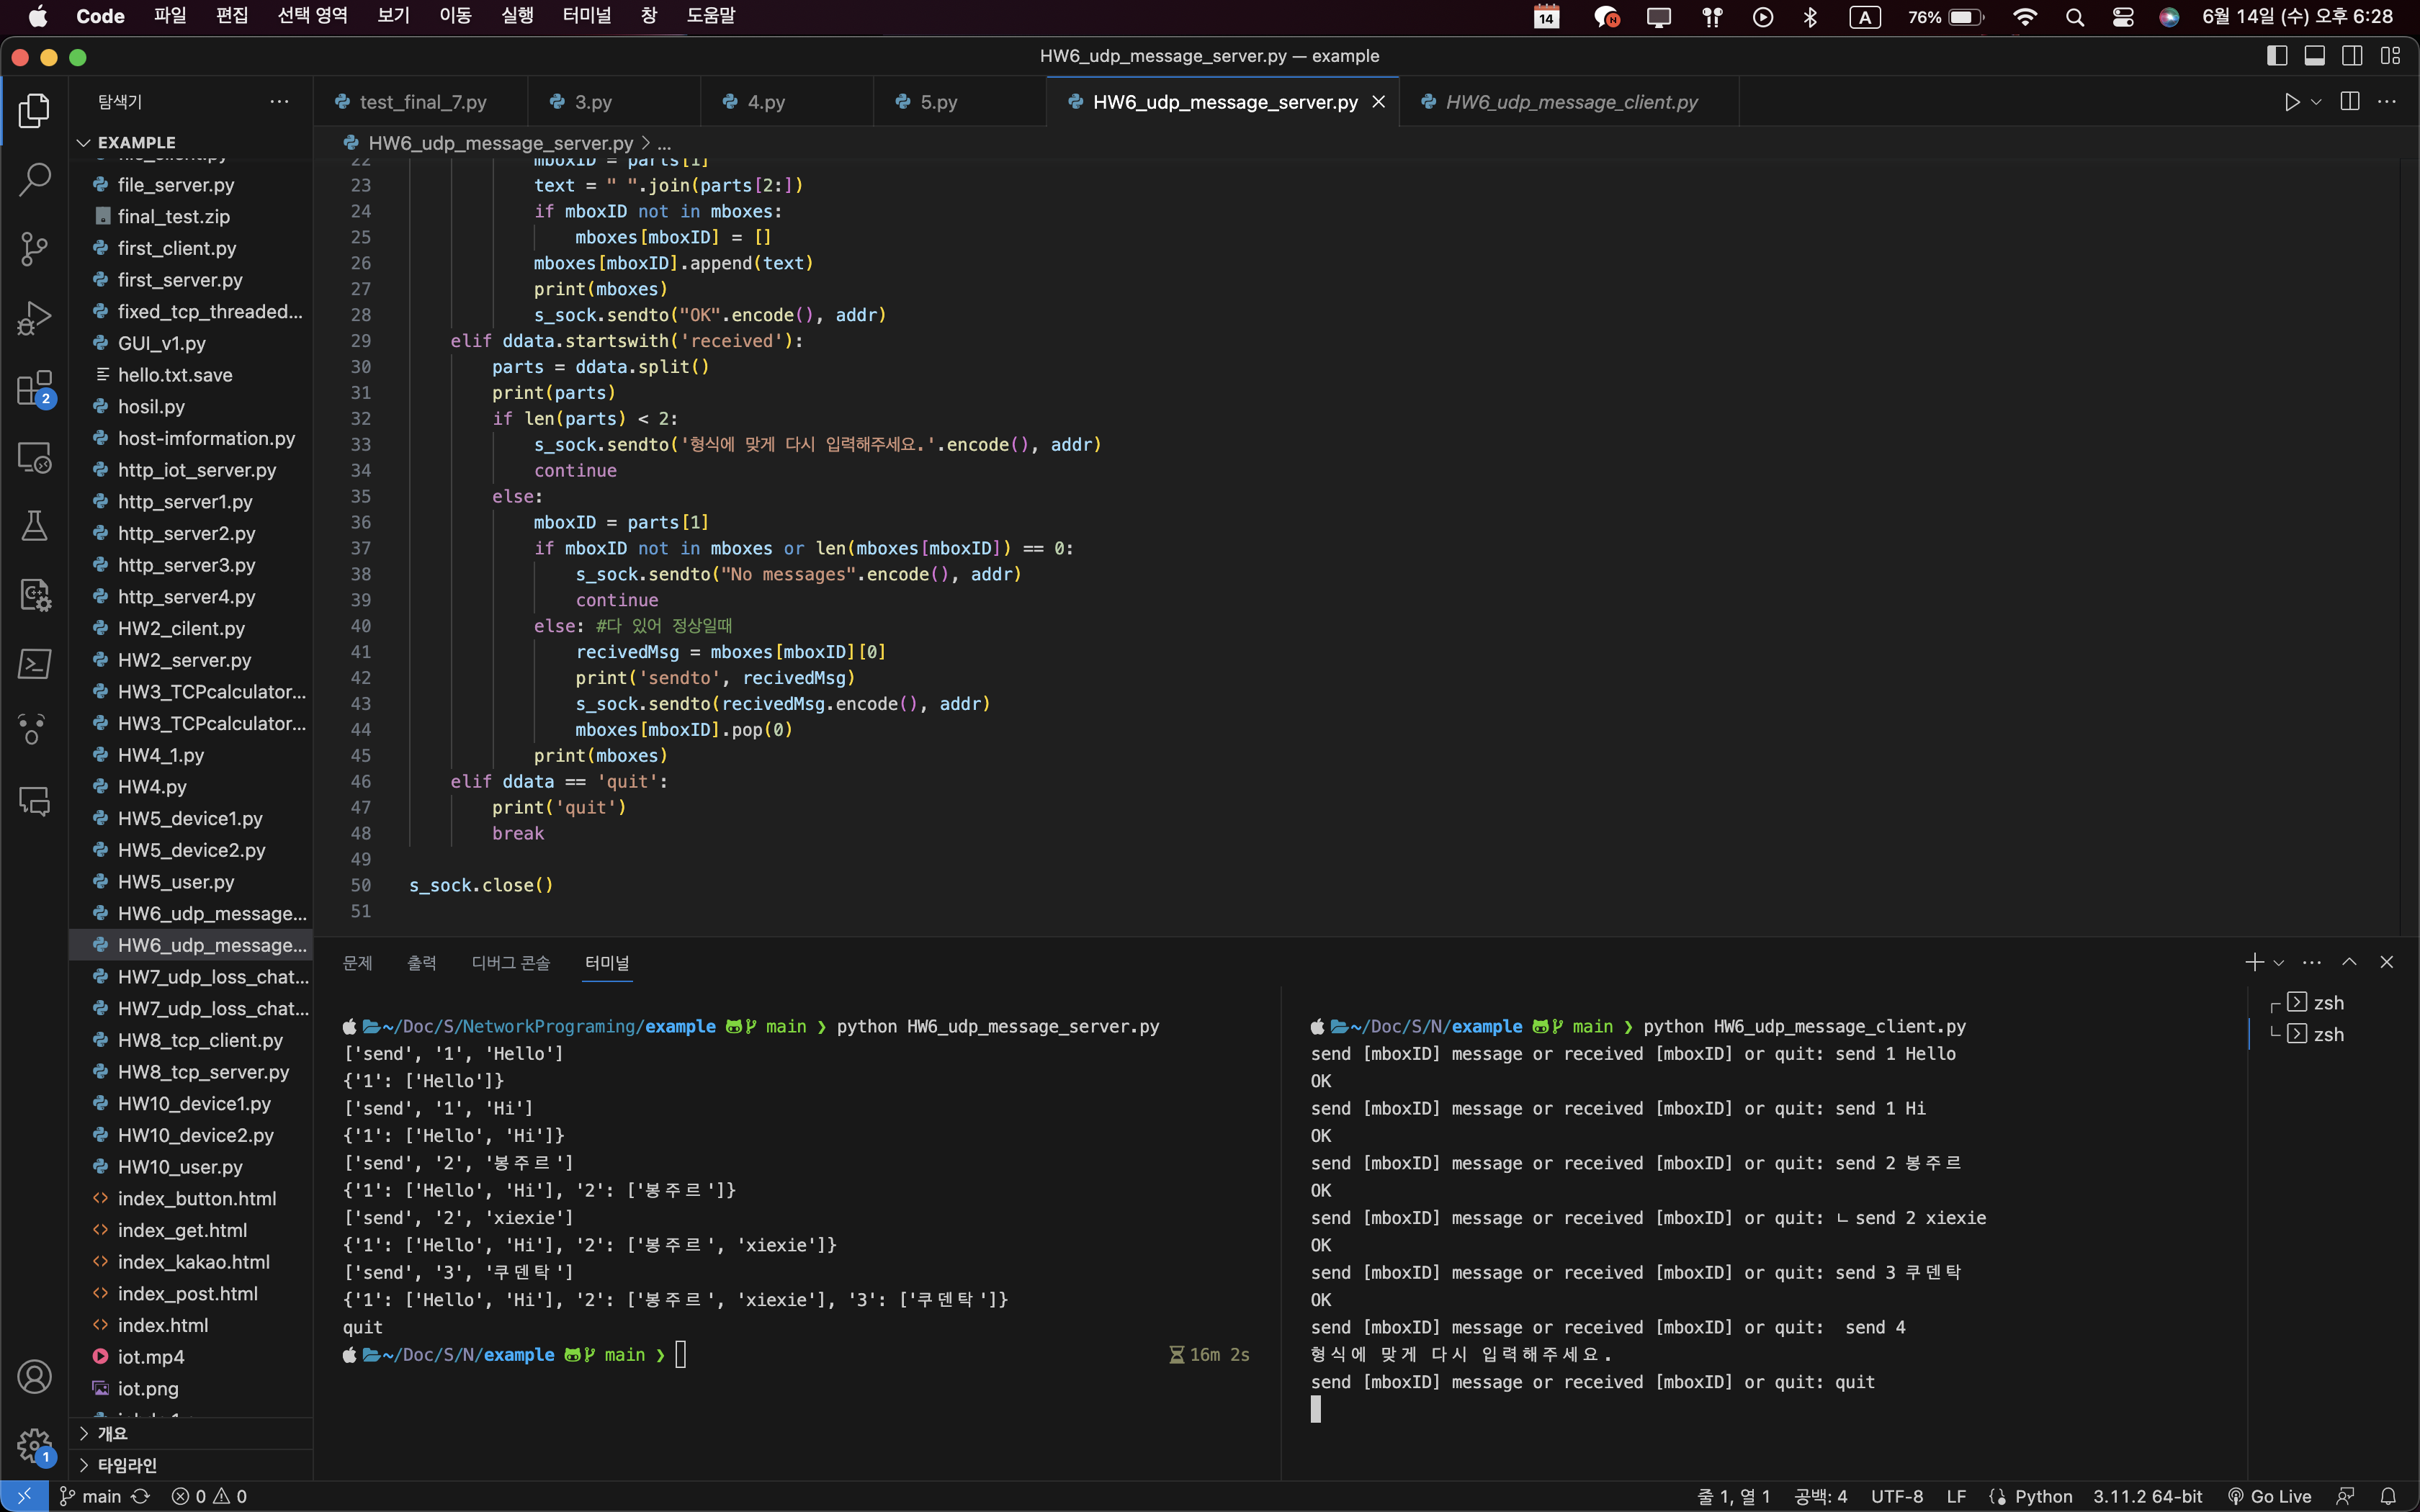 Code 파일 편집 선택 영역 보기 이동 실행 터미널 창 도움말 14 N A 76% 6월 14일 (수) 오후 6:28
HW6_udp_message_server.py — example
탐색기
test_final_7.py 3.py 4.py 5.py HW6_udp_message_server.py HW6_udp_message_client.py
HW6_udp_message_server.py > ...
EXAMPLE
file_server.py
final_test.zip
first_client.py
first_server.py
fixed_tcp_threaded...
GUI_v1.py
hello.txt.save
hosil.py
host-imformation.py
http_iot_server.py
http_server1.py
http_server2.py
http_server3.py
http_server4.py
HW2_cilent.py
HW2_server.py
HW3_TCPcalculator...
HW3_TCPcalculator...
HW4_1.py
HW4.py
HW5_device1.py
HW5_device2.py
HW5_user.py
HW6_udp_message...
HW6_udp_message...
HW7_udp_loss_chat...
HW7_udp_loss_chat...
HW8_tcp_client.py
HW8_tcp_server.py
HW10_device1.py
HW10_device2.py
HW10_user.py
index_button.html
index_get.html
index_kakao.html
index_post.html
index.html
iot.mp4
iot.png
개요
타임라인
2
1
22 mboxID = parts[1]
23 text = " ".join(parts[2:])
24 if mboxID not in mboxes:
25 mboxes[mboxID] = []
26 mboxes[mboxID].append(text)
27 print(mboxes)
28 s_sock.sendto("OK".encode(), addr)
29 elif ddata.startswith('received'):
30 parts = ddata.split()
31 print(parts)
32 if len(parts) < 2:
33 s_sock.sendto('형식에 맞게 다시 입력해주세요.'.encode(), addr)
34 continue
35 else:
36 mboxID = parts[1]
37 if mboxID not in mboxes or len(mboxes[mboxID]) == 0:
38 s_sock.sendto("No messages".encode(), addr)
39 continue
40 else: #다 있어 정상일때
41 recivedMsg = mboxes[mboxID][0]
42 print('sendto', recivedMsg)
43 s_sock.sendto(recivedMsg.encode(), addr)
44 mboxes[mboxID].pop(0)
45 print(mboxes)
46 elif ddata == 'quit':
47 print('quit')
48 break
49
50 s_sock.close()
51
문제 출력 디버그 콘솔 터미널
~/Doc/S/NetworkPrograming/example main ❯ python HW6_udp_message_server.py
['send', '1', 'Hello']
{'1': ['Hello']}
['send', '1', 'Hi']
{'1': ['Hello', 'Hi']}
['send', '2', '봉주르']
{'1': ['Hello', 'Hi'], '2': ['봉주르']}
['send', '2', 'xiexie']
{'1': ['Hello', 'Hi'], '2': ['봉주르', 'xiexie']}
['send', '3', '쿠덴탁']
{'1': ['Hello', 'Hi'], '2': ['봉주르', 'xiexie'], '3': ['쿠덴탁']}
quit
~/Doc/S/N/example main ❯ 16m 2s
~/Doc/S/N/example main ❯ python HW6_udp_message_client.py
send [mboxID] message or received [mboxID] or quit: send 1 Hello
OK
send [mboxID] message or received [mboxID] or quit: send 1 Hi
OK
send [mboxID] message or received [mboxID] or quit: send 2 봉주르
OK
send [mboxID] message or received [mboxID] or quit: ㄴsend 2 xiexie
OK
send [mboxID] message or received [mboxID] or quit: send 3 쿠덴탁
OK
send [mboxID] message or received [mboxID] or quit:  send 4
형식에 맞게 다시 입력해주세요.
send [mboxID] message or received [mboxID] or quit: quit
zsh
zsh
main 0 0 줄 1, 열 1 공백: 4 UTF-8 LF Python 3.11.2 64-bit Go Live